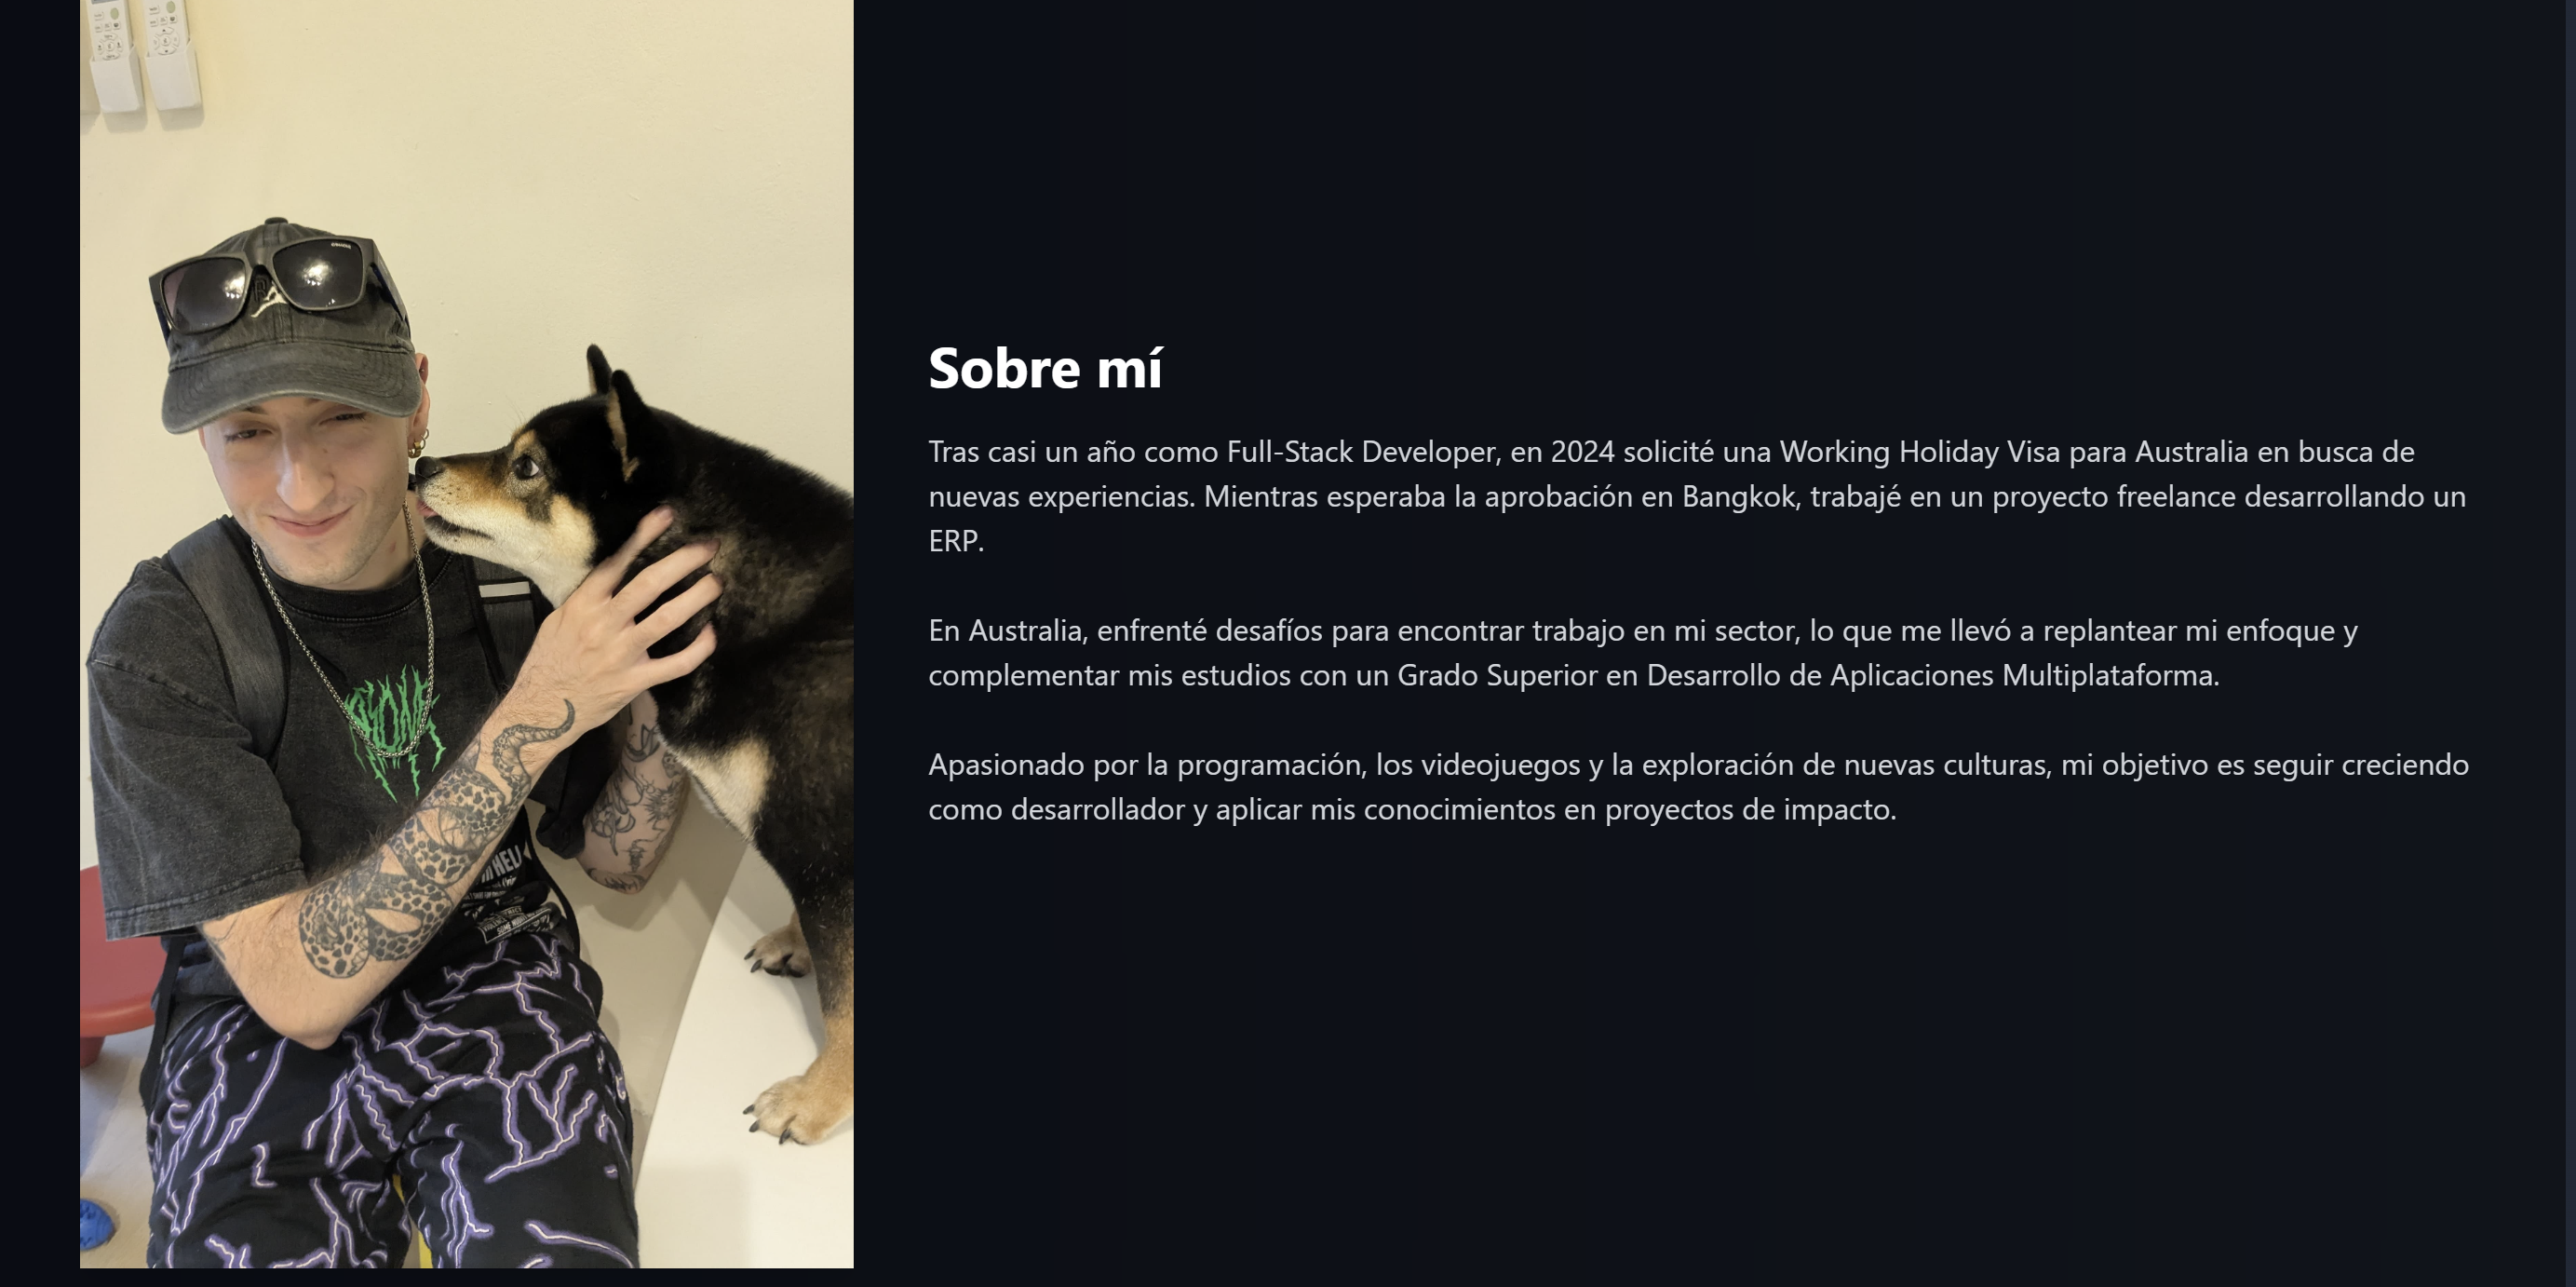 Sobre mí
Tras casi un año como Full-Stack Developer, en 2024 solicité una Working Holiday Visa para Australia en busca de
nuevas experiencias. Mientras esperaba la aprobación en Bangkok, trabajé en un proyecto freelance desarrollando un
ERP.
En Australia, enfrenté desafíos para encontrar trabajo en mi sector, lo que me llevó a replantear mi enfoque y
complementar mis estudios con un Grado Superior en Desarrollo de Aplicaciones Multiplataforma.
Apasionado por la programación, los videojuegos y la exploración de nuevas culturas, mi objetivo es seguir creciendo
como desarrollador y aplicar mis conocimientos en proyectos de impacto.